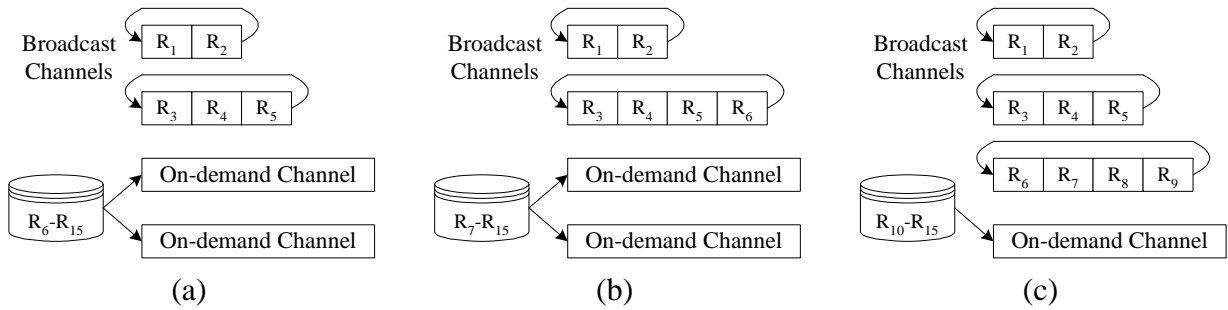 Broadcast
Channels
R1 R2
R3 R4 R5
On-demand Channel
R6-R15
On-demand Channel
(a)
Broadcast
Channels
R1 R2
R3 R4 R5 R6
On-demand Channel
R7-R15
On-demand Channel
(b)
Broadcast
Channels
R1 R2
R3 R4 R5
R6 R7 R8 R9
R10-R15
On-demand Channel
(c)